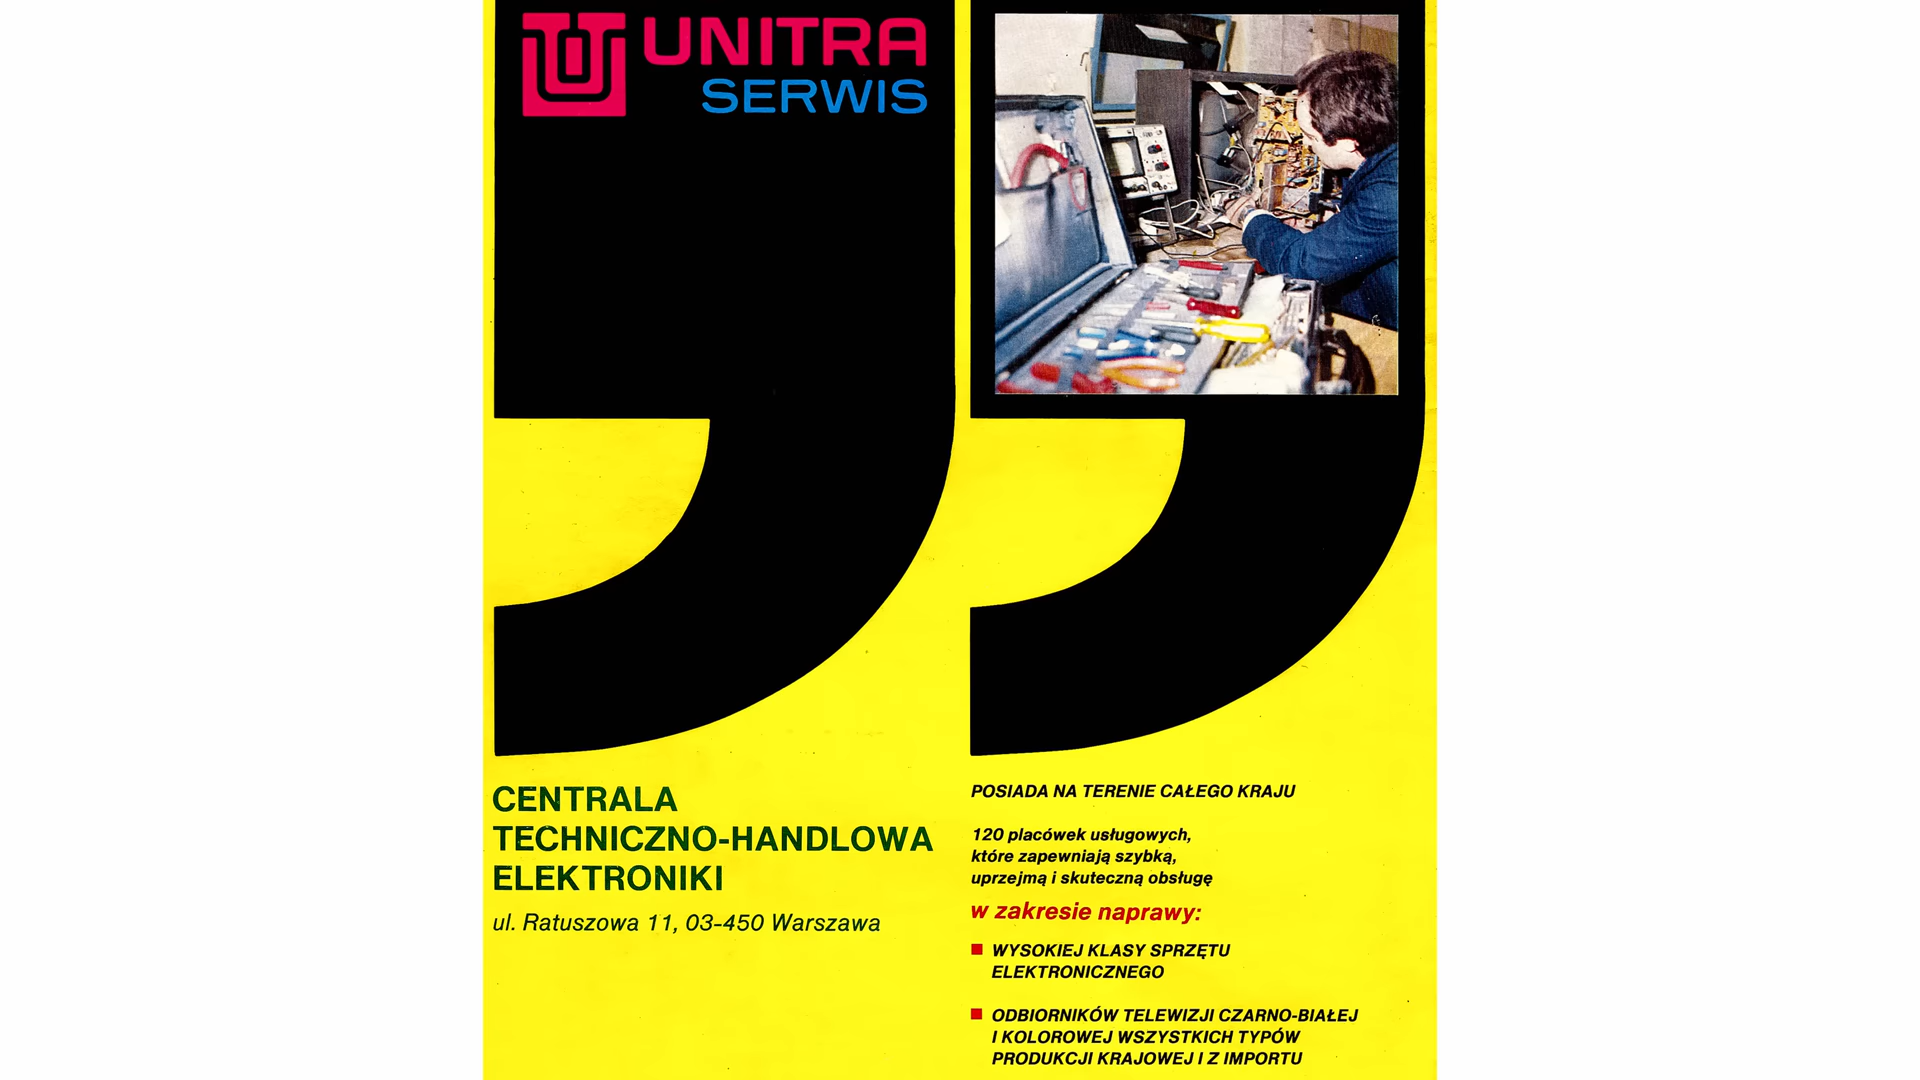 UNITRA
SERWIS
CENTRALA
TECHNICZNO-HANDLOWA
ELEKTRONIKI
ul. Ratuszowa 11, 03-450 Warszawa
POSIADA NA TERENIE CAŁEGO KRAJU
120 placówek usługowych,
które zapewniają szybką,
uprzejmą i skuteczną obsługę
w zakresie naprawy:
WYSOKIEJ KLASY SPRZĘTU
ELEKTRONICZNEGO
ODBIORNIKÓW TELEWIZJI CZARNO-BIAŁEJ
I KOLOROWEJ WSZYSTKICH TYPÓW
PRODUKCJI KRAJOWEJ I Z IMPORTU